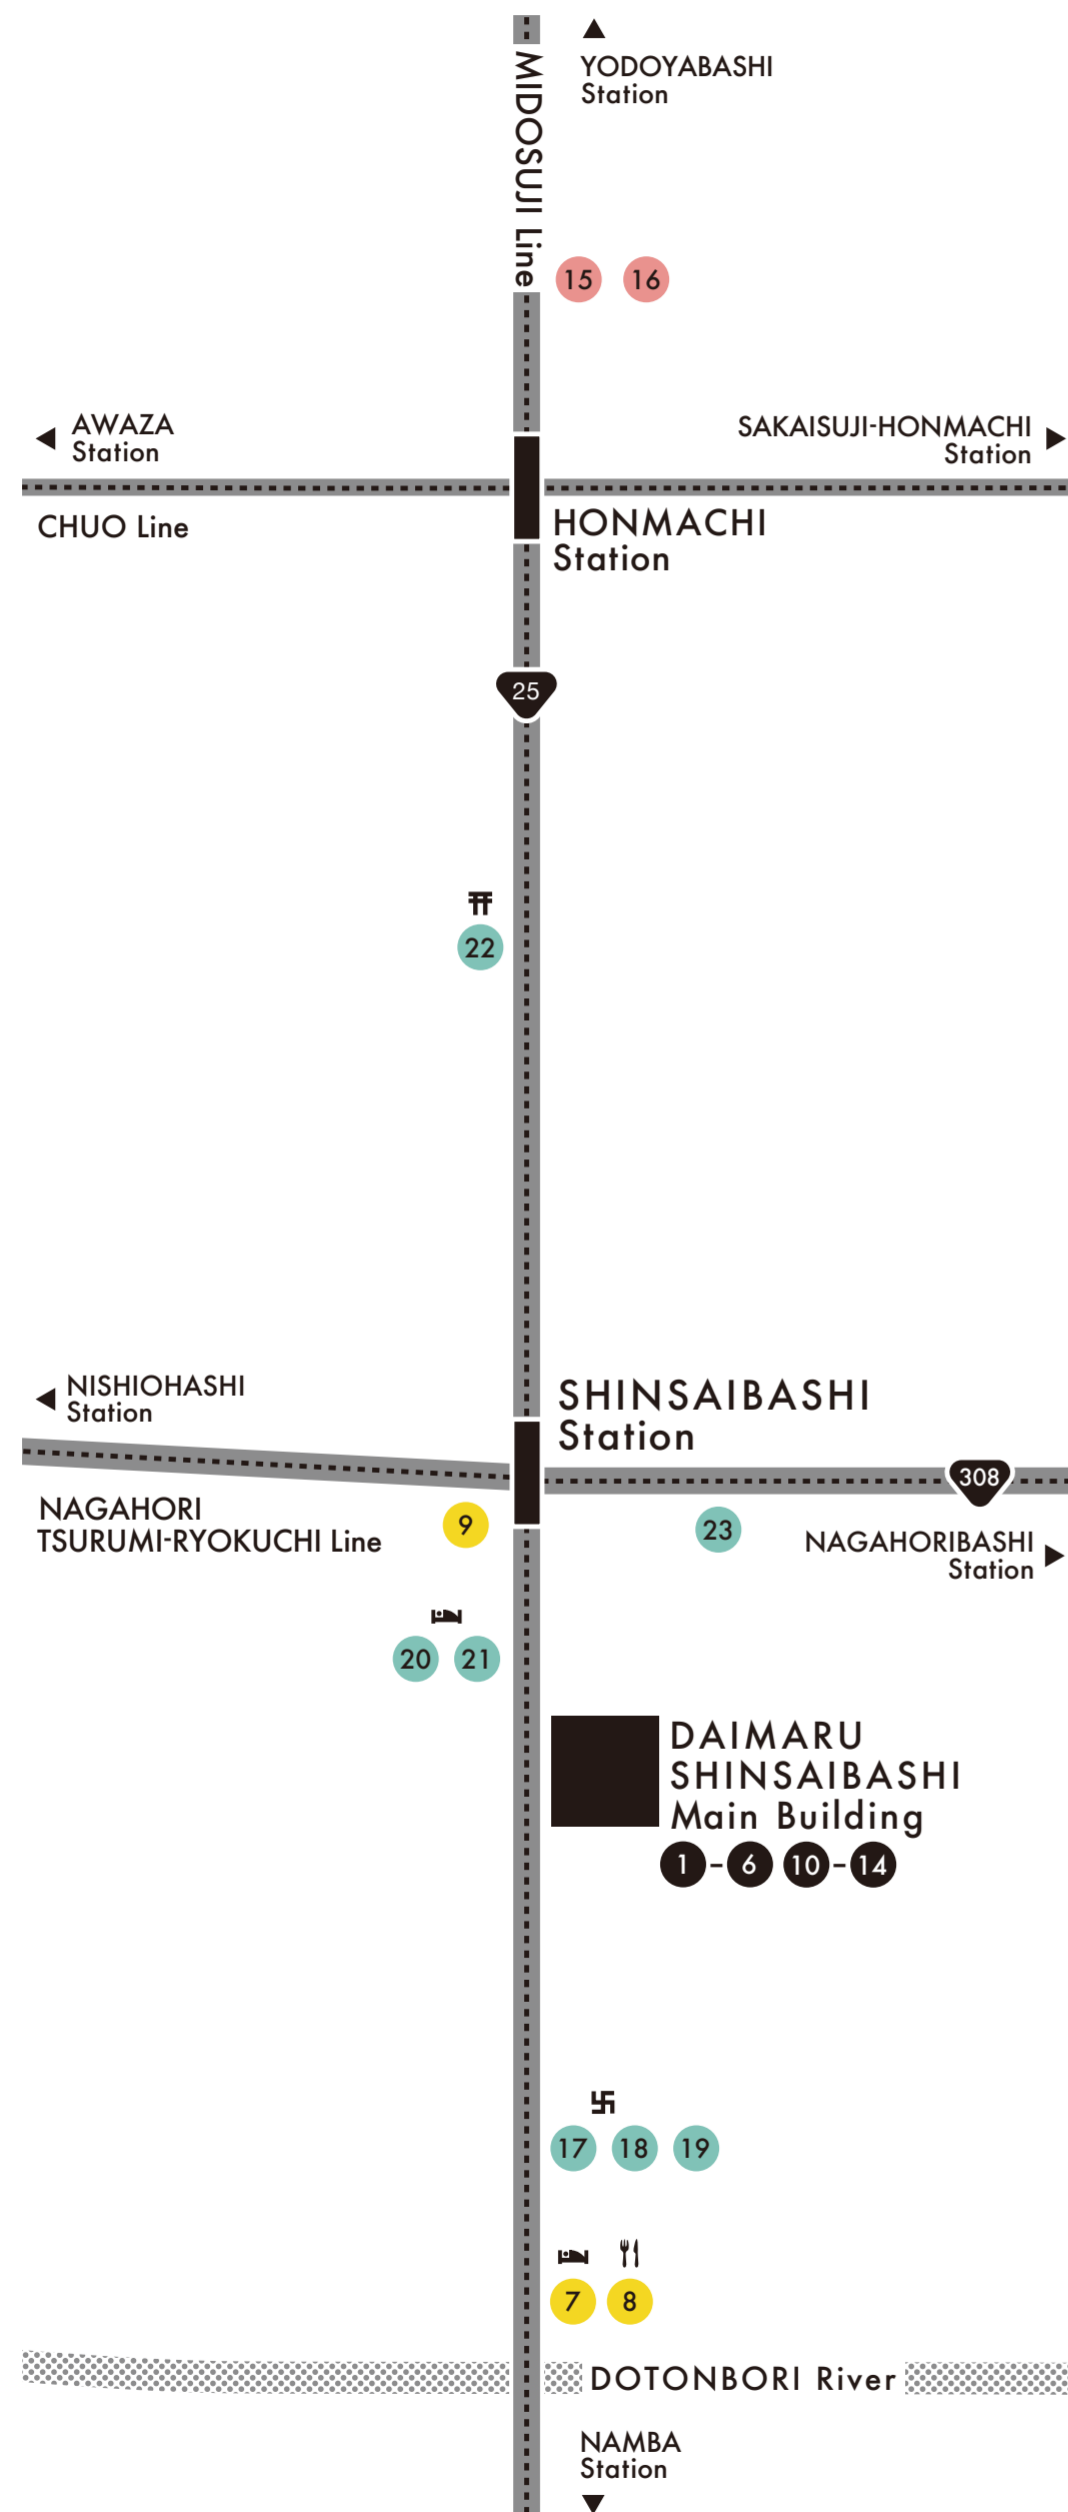 YODOYABASHI
Station
MIDOSUJI Line
15 16
AWAZA
Station
SAKAISUJI-HONMACHI
Station
CHUO Line
HONMACHI
Station
25
22
NISHIOHASHI
Station
SHINSAIBASHI
Station
308
NAGAHORI
TSURUMI-RYOKUCHI Line
9
23
NAGAHORIBASHI
Station
20 21
DAIMARU
SHINSAIBASHI
Main Building
1-6 10-14
卐
17 18 19
7 8
DOTONBORI River
NAMBA
Station